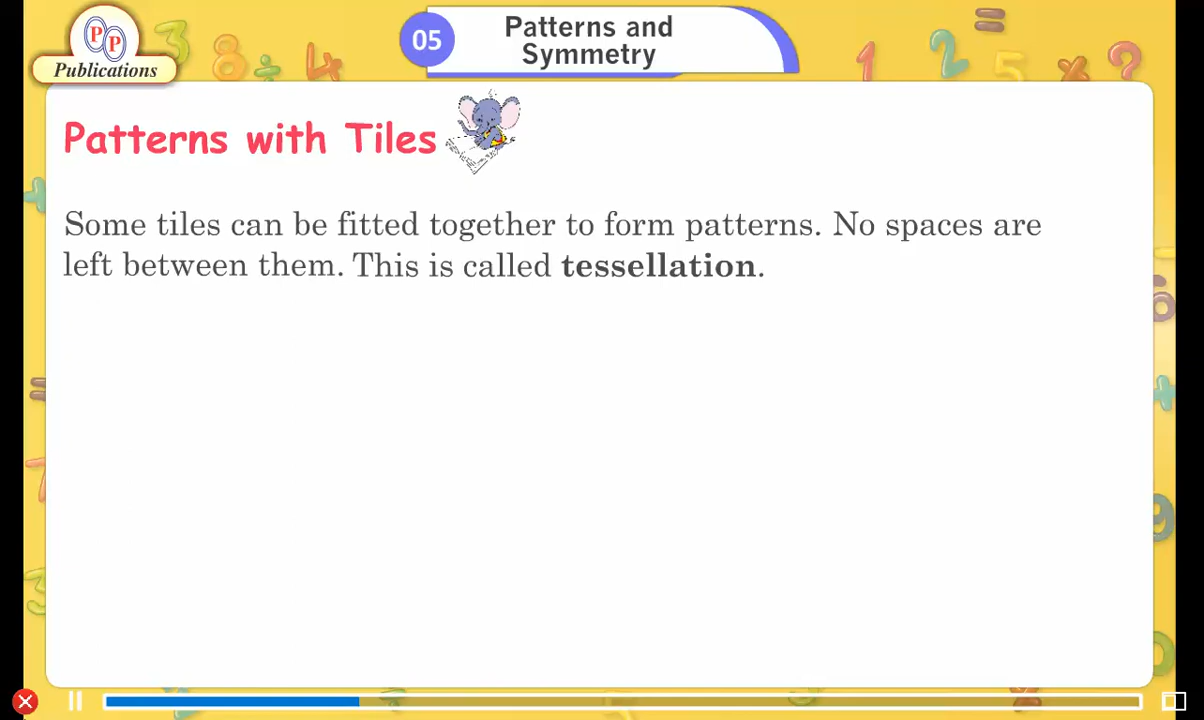 P P
Publications
05
Patterns and
Symmetry
Patterns with Tiles
Some tiles can be fitted together to form patterns. No spaces are
left between them. This is called tessellation.